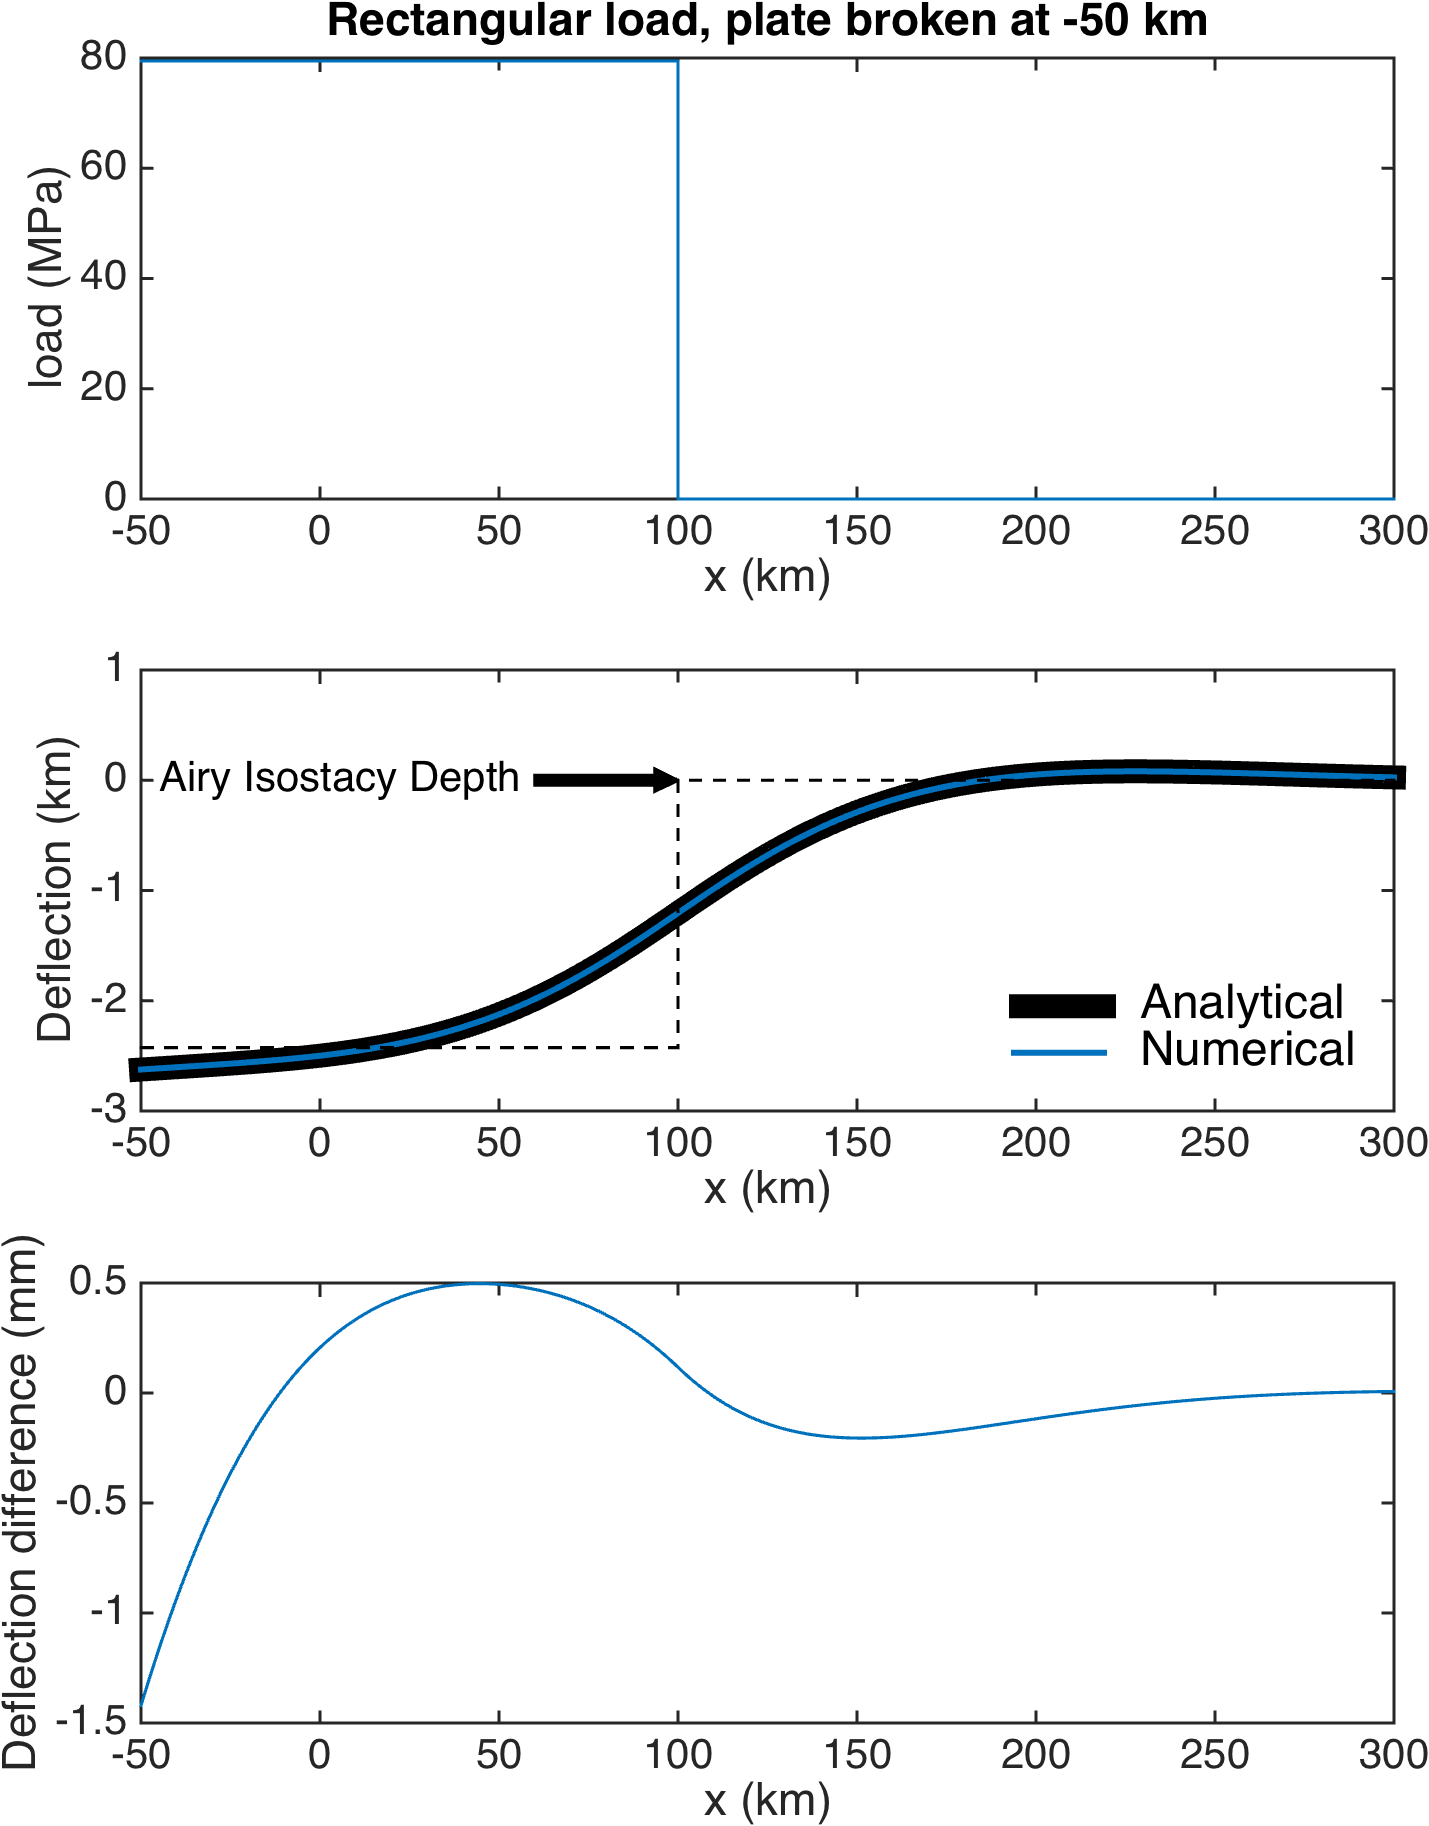 Rectangular load, plate broken at -50 km
80
60
40
20
0
load (MPa)
-50 0 50 100 150 200 250 300
x (km)
1
0
-1
-2
-3
Deflection (km)
Airy Isostacy Depth
Analytical
Numerical
-50 0 50 100 150 200 250 300
x (km)
0.5
0
-0.5
-1
-1.5
Deflection difference (mm)
-50 0 50 100 150 200 250 300
x (km)